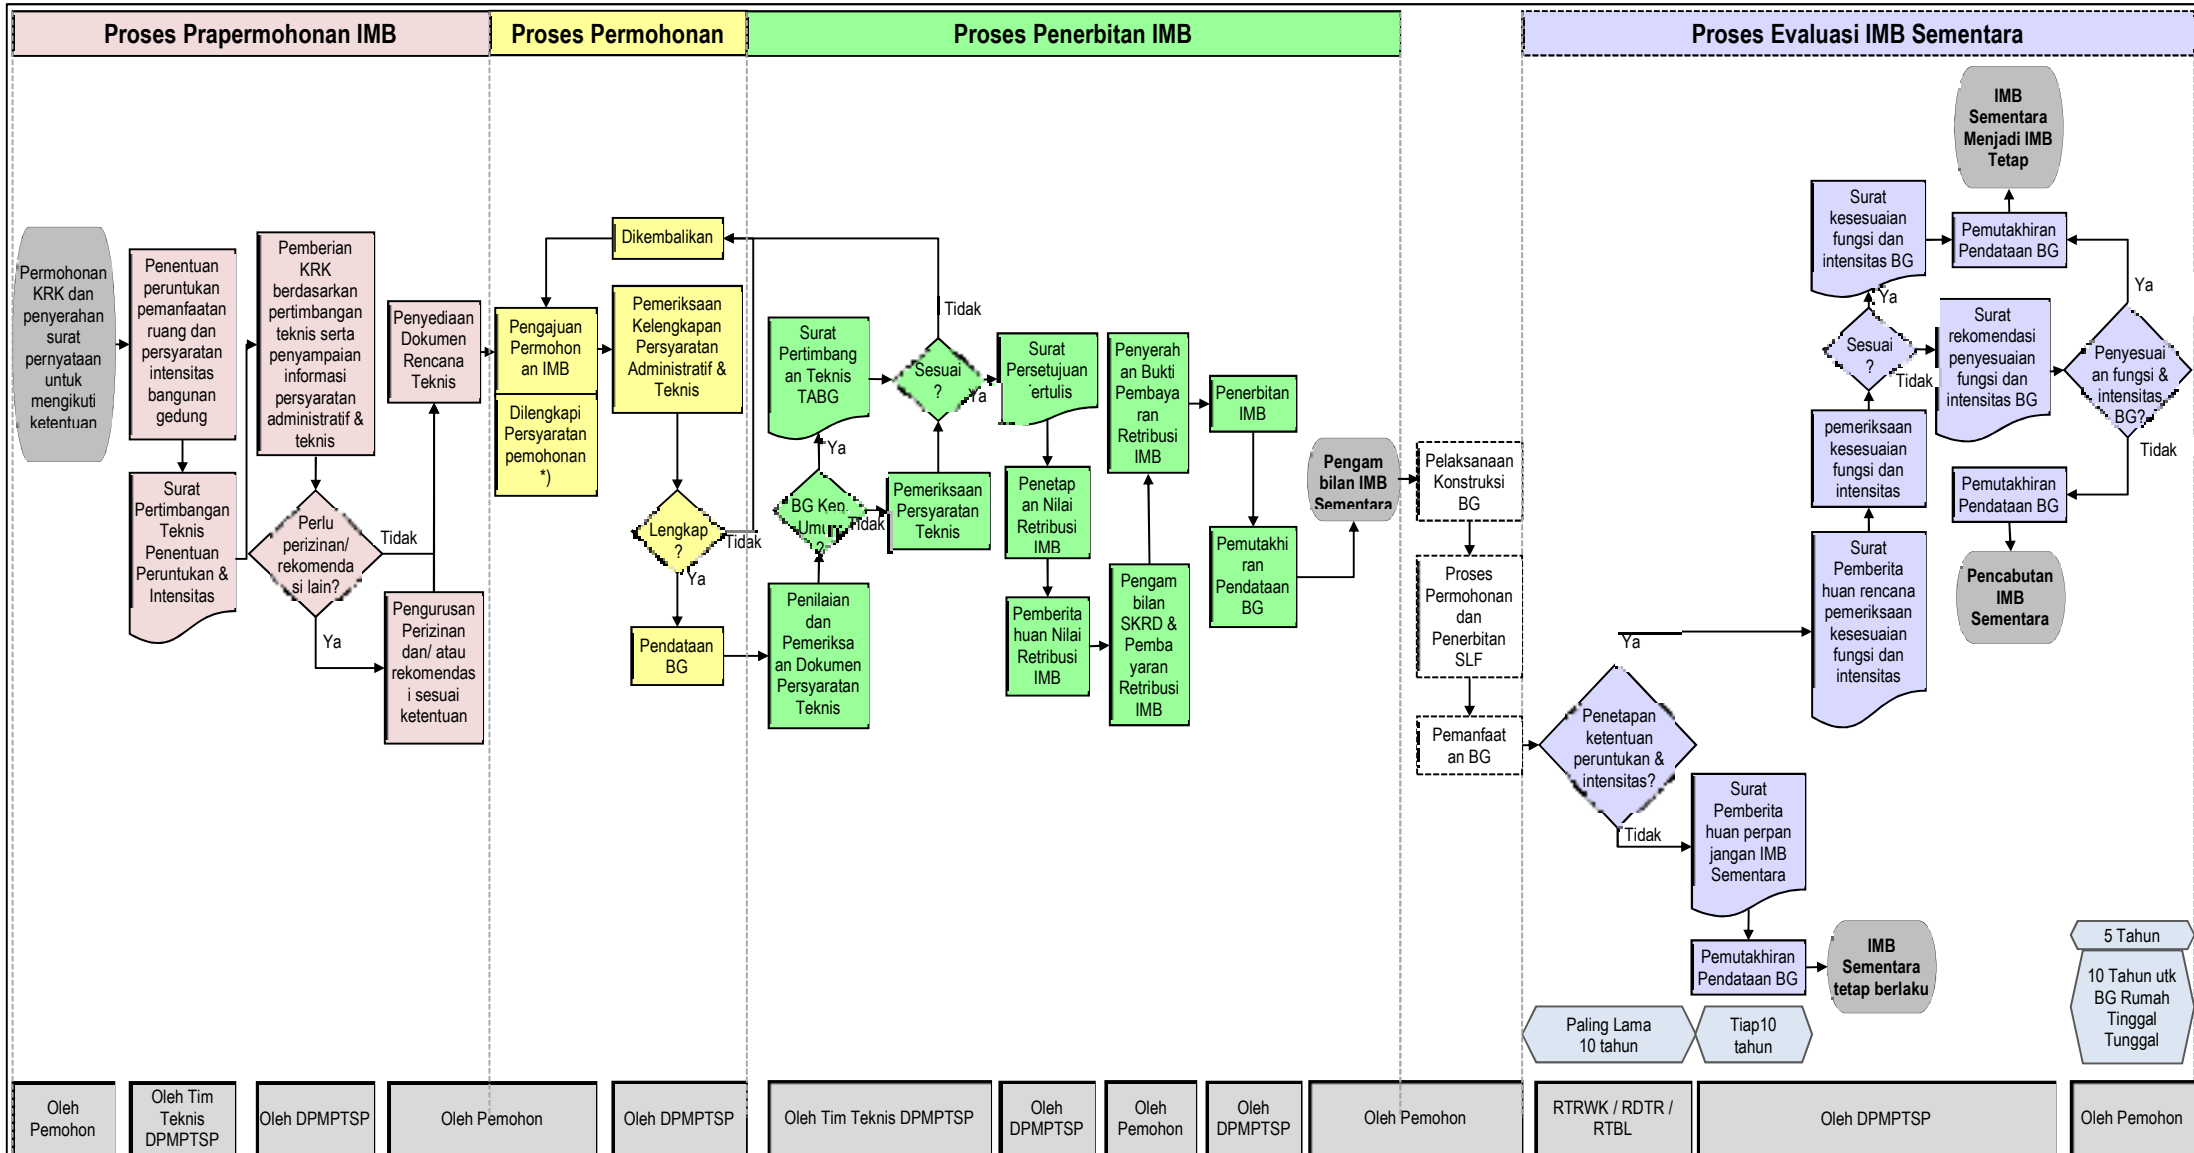 Proses Prapermohonan IMB
Proses Permohonan
Proses Penerbitan IMB
Proses Evaluasi IMB Sementara
Permohonan
KRK dan
penyerahan
surat
pernyataan
untuk
mengikuti
ketentuan
Penentuan
peruntukan
pemanfaatan
ruang dan
persyaratan
intensitas
bangunan
gedung
Surat
Pertimbangan
Teknis
Penentuan
Peruntukan &
Intensitas
Pemberian
KRK
berdasarkan
pertimbangan
teknis serta
penyampaian
informasi
persyaratan
administratif &
teknis
Perlu
perizinan/
rekomenda
si lain?
Tidak
Ya
Penyediaan
Dokumen
Rencana
Teknis
Pengurusan
Perizinan
dan/ atau
rekomendas
i sesuai
ketentuan
Dikembalikan
Pengajuan
Permohon
an IMB
Dilengkapi
Persyaratan
pemohonan
*)
Pemeriksaan
Kelengkapan
Persyaratan
Administratif &
Teknis
Lengkap
?
Tidak
Ya
Pendataan
BG
Surat
Pertimbang
an Teknis
TABG
Ya
BG Kep.
Umum
?
Tidak
Penilaian
dan
Pemeriksa
an Dokumen
Persyaratan
Teknis
Pemeriksaan
Persyaratan
Teknis
Sesuai
?
Tidak
Ya
Surat
Persetujuan
Tertulis
Penetap
an Nilai
Retribusi
IMB
Pemberita
huan Nilai
Retribusi
IMB
Penyerah
an Bukti
Pembaya
ran
Retribusi
IMB
Pengam
bilan
SKRD &
Pemba
yaran
Retribusi
IMB
Penerbitan
IMB
Pemutakhi
ran
Pendataan
BG
Pengam
bilan IMB
Sementara
Pelaksanaan
Konstruksi
BG
Proses
Permohonan
dan
Penerbitan
SLF
Pemanfaat
an BG
Penetapan
ketentuan
peruntukan &
intensitas?
Ya
Tidak
Surat
Pemberita
huan perpan
jangan IMB
Sementara
Pemutakhiran
Pendataan BG
IMB
Sementara
tetap berlaku
Surat
Pemberita
huan rencana
pemeriksaan
kesesuaian
fungsi dan
intensitas
pemeriksaan
kesesuaian
fungsi dan
intensitas
Sesuai
?
Ya
Tidak
Surat
kesesuaian
fungsi dan
intensitas BG
Surat
rekomendasi
penyesuaian
fungsi dan
intensitas BG
IMB
Sementara
Menjadi IMB
Tetap
Pemutakhiran
Pendataan BG
Ya
Penyesuai
an fungsi &
intensitas
BG?
Tidak
Pemutakhiran
Pendataan BG
Pencabutan
IMB
Sementara
5 Tahun
10 Tahun utk
BG Rumah
Tinggal
Tunggal
Paling Lama
10 tahun
Tiap10
tahun
Oleh
Pemohon
Oleh Tim
Teknis
DPMPTSP
Oleh DPMPTSP
Oleh Pemohon
Oleh DPMPTSP
Oleh Tim Teknis DPMPTSP
Oleh
DPMPTSP
Oleh
Pemohon
Oleh
DPMPTSP
Oleh Pemohon
RTRWK / RDTR /
RTBL
Oleh DPMPTSP
Oleh Pemohon